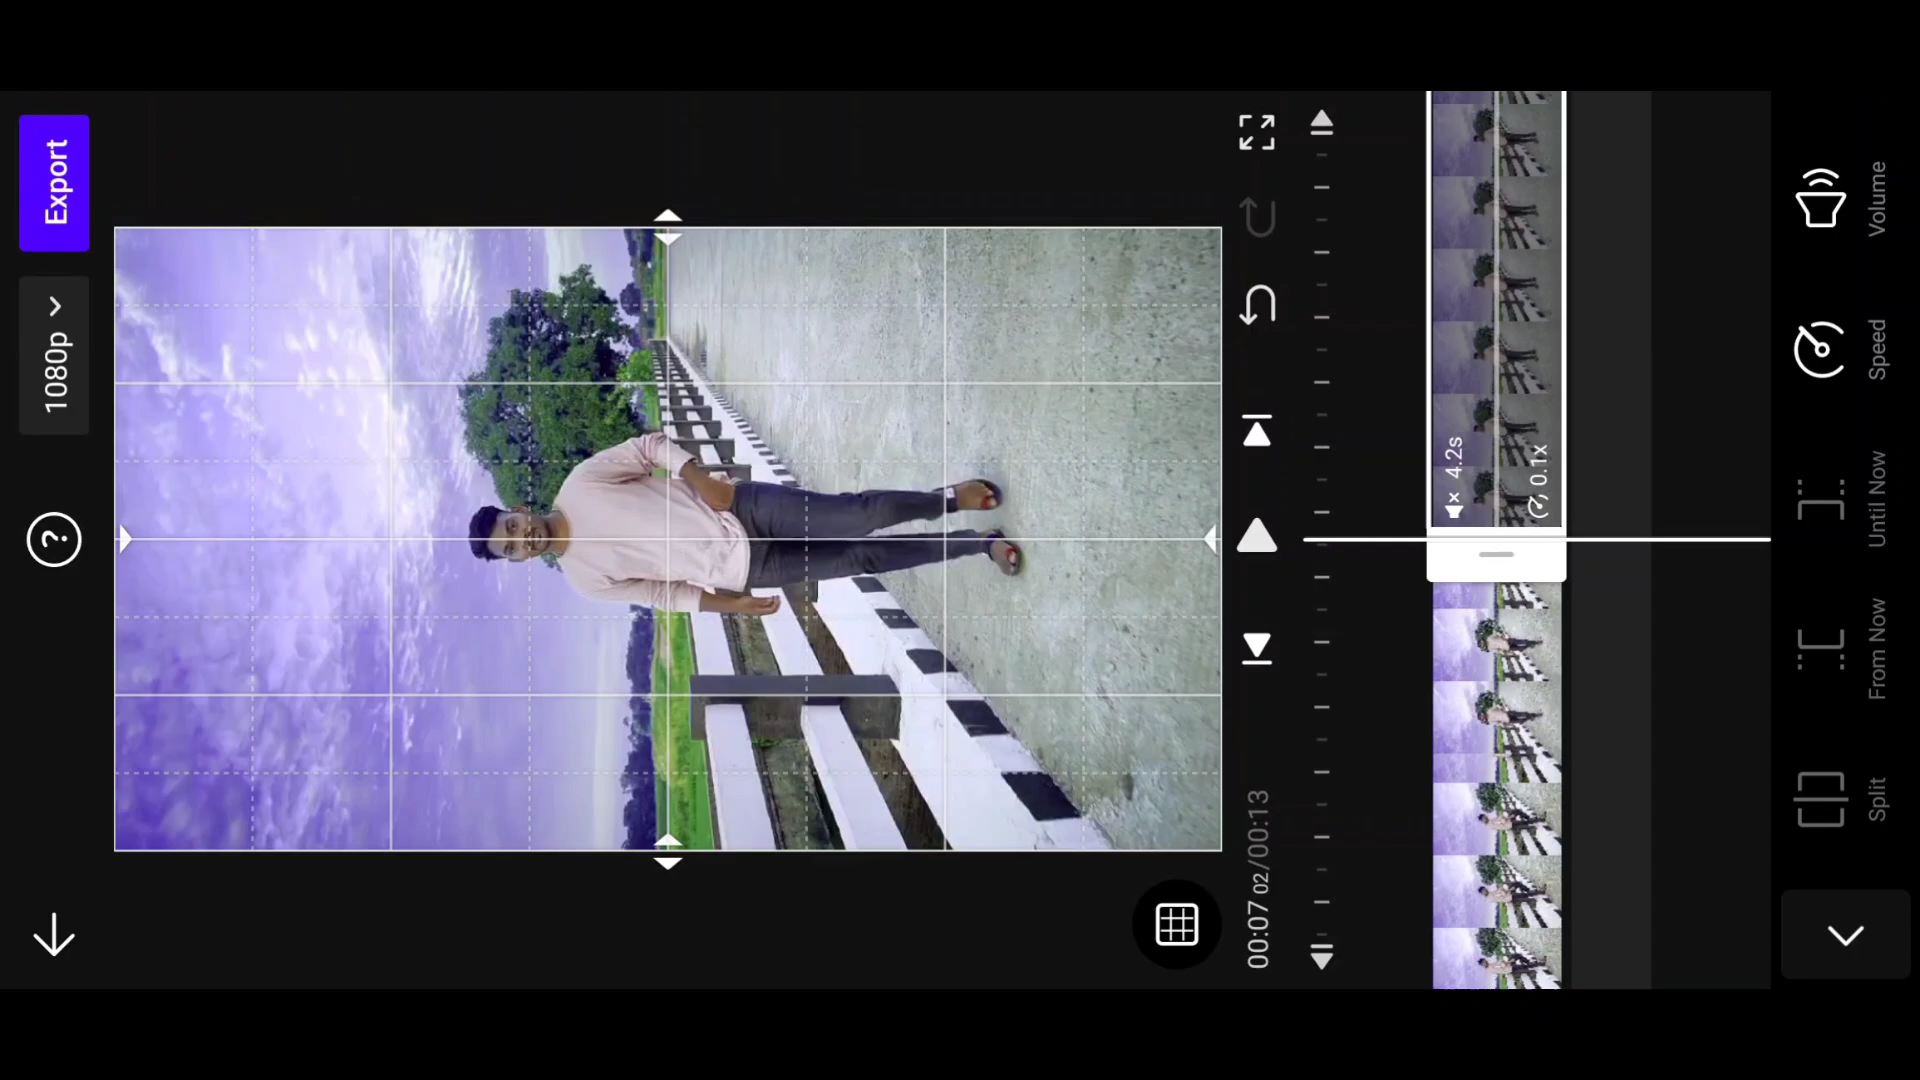 1080p
Export
00:07 02/00:13
4.2s
0.1x
Split
From Now
Until Now
Speed
Volume